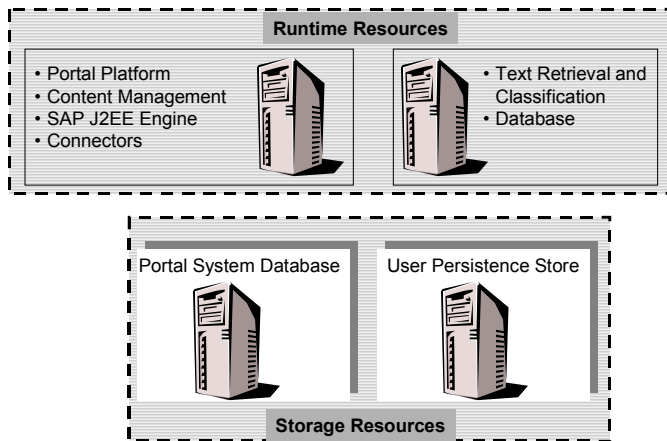 Runtime Resources
• Portal Platform
• Content Management
• SAP J2EE Engine
• Connectors
• Text Retrieval and
Classification
• Database
Portal System Database
User Persistence Store
Storage Resources